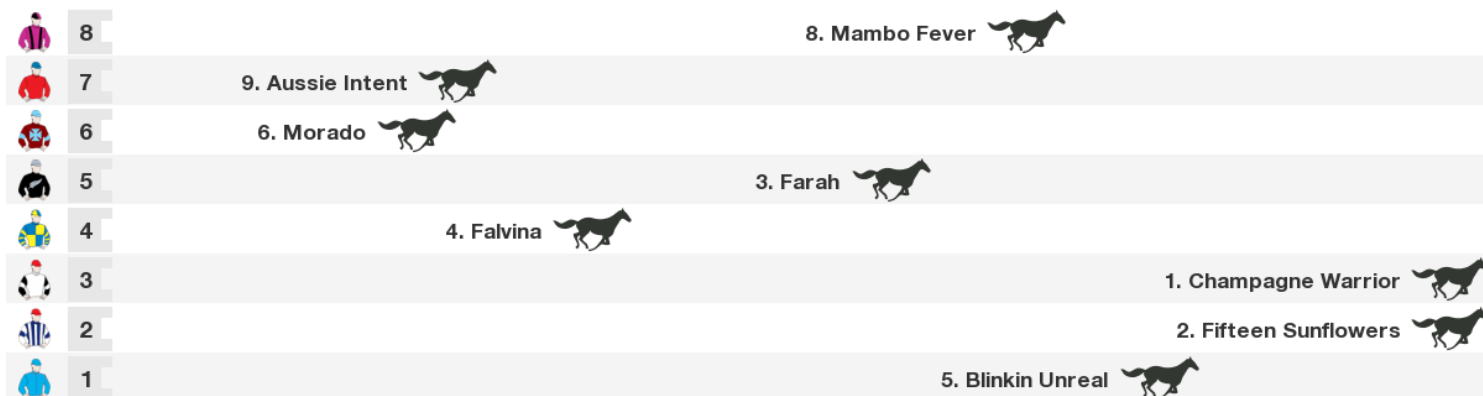 8 8. Mambo Fever
7 9. Aussie Intent
6 6. Morado
5 3. Farah
4 4. Falvina
3 1. Champagne Warrior
2 2. Fifteen Sunflowers
1 5. Blinkin Unreal